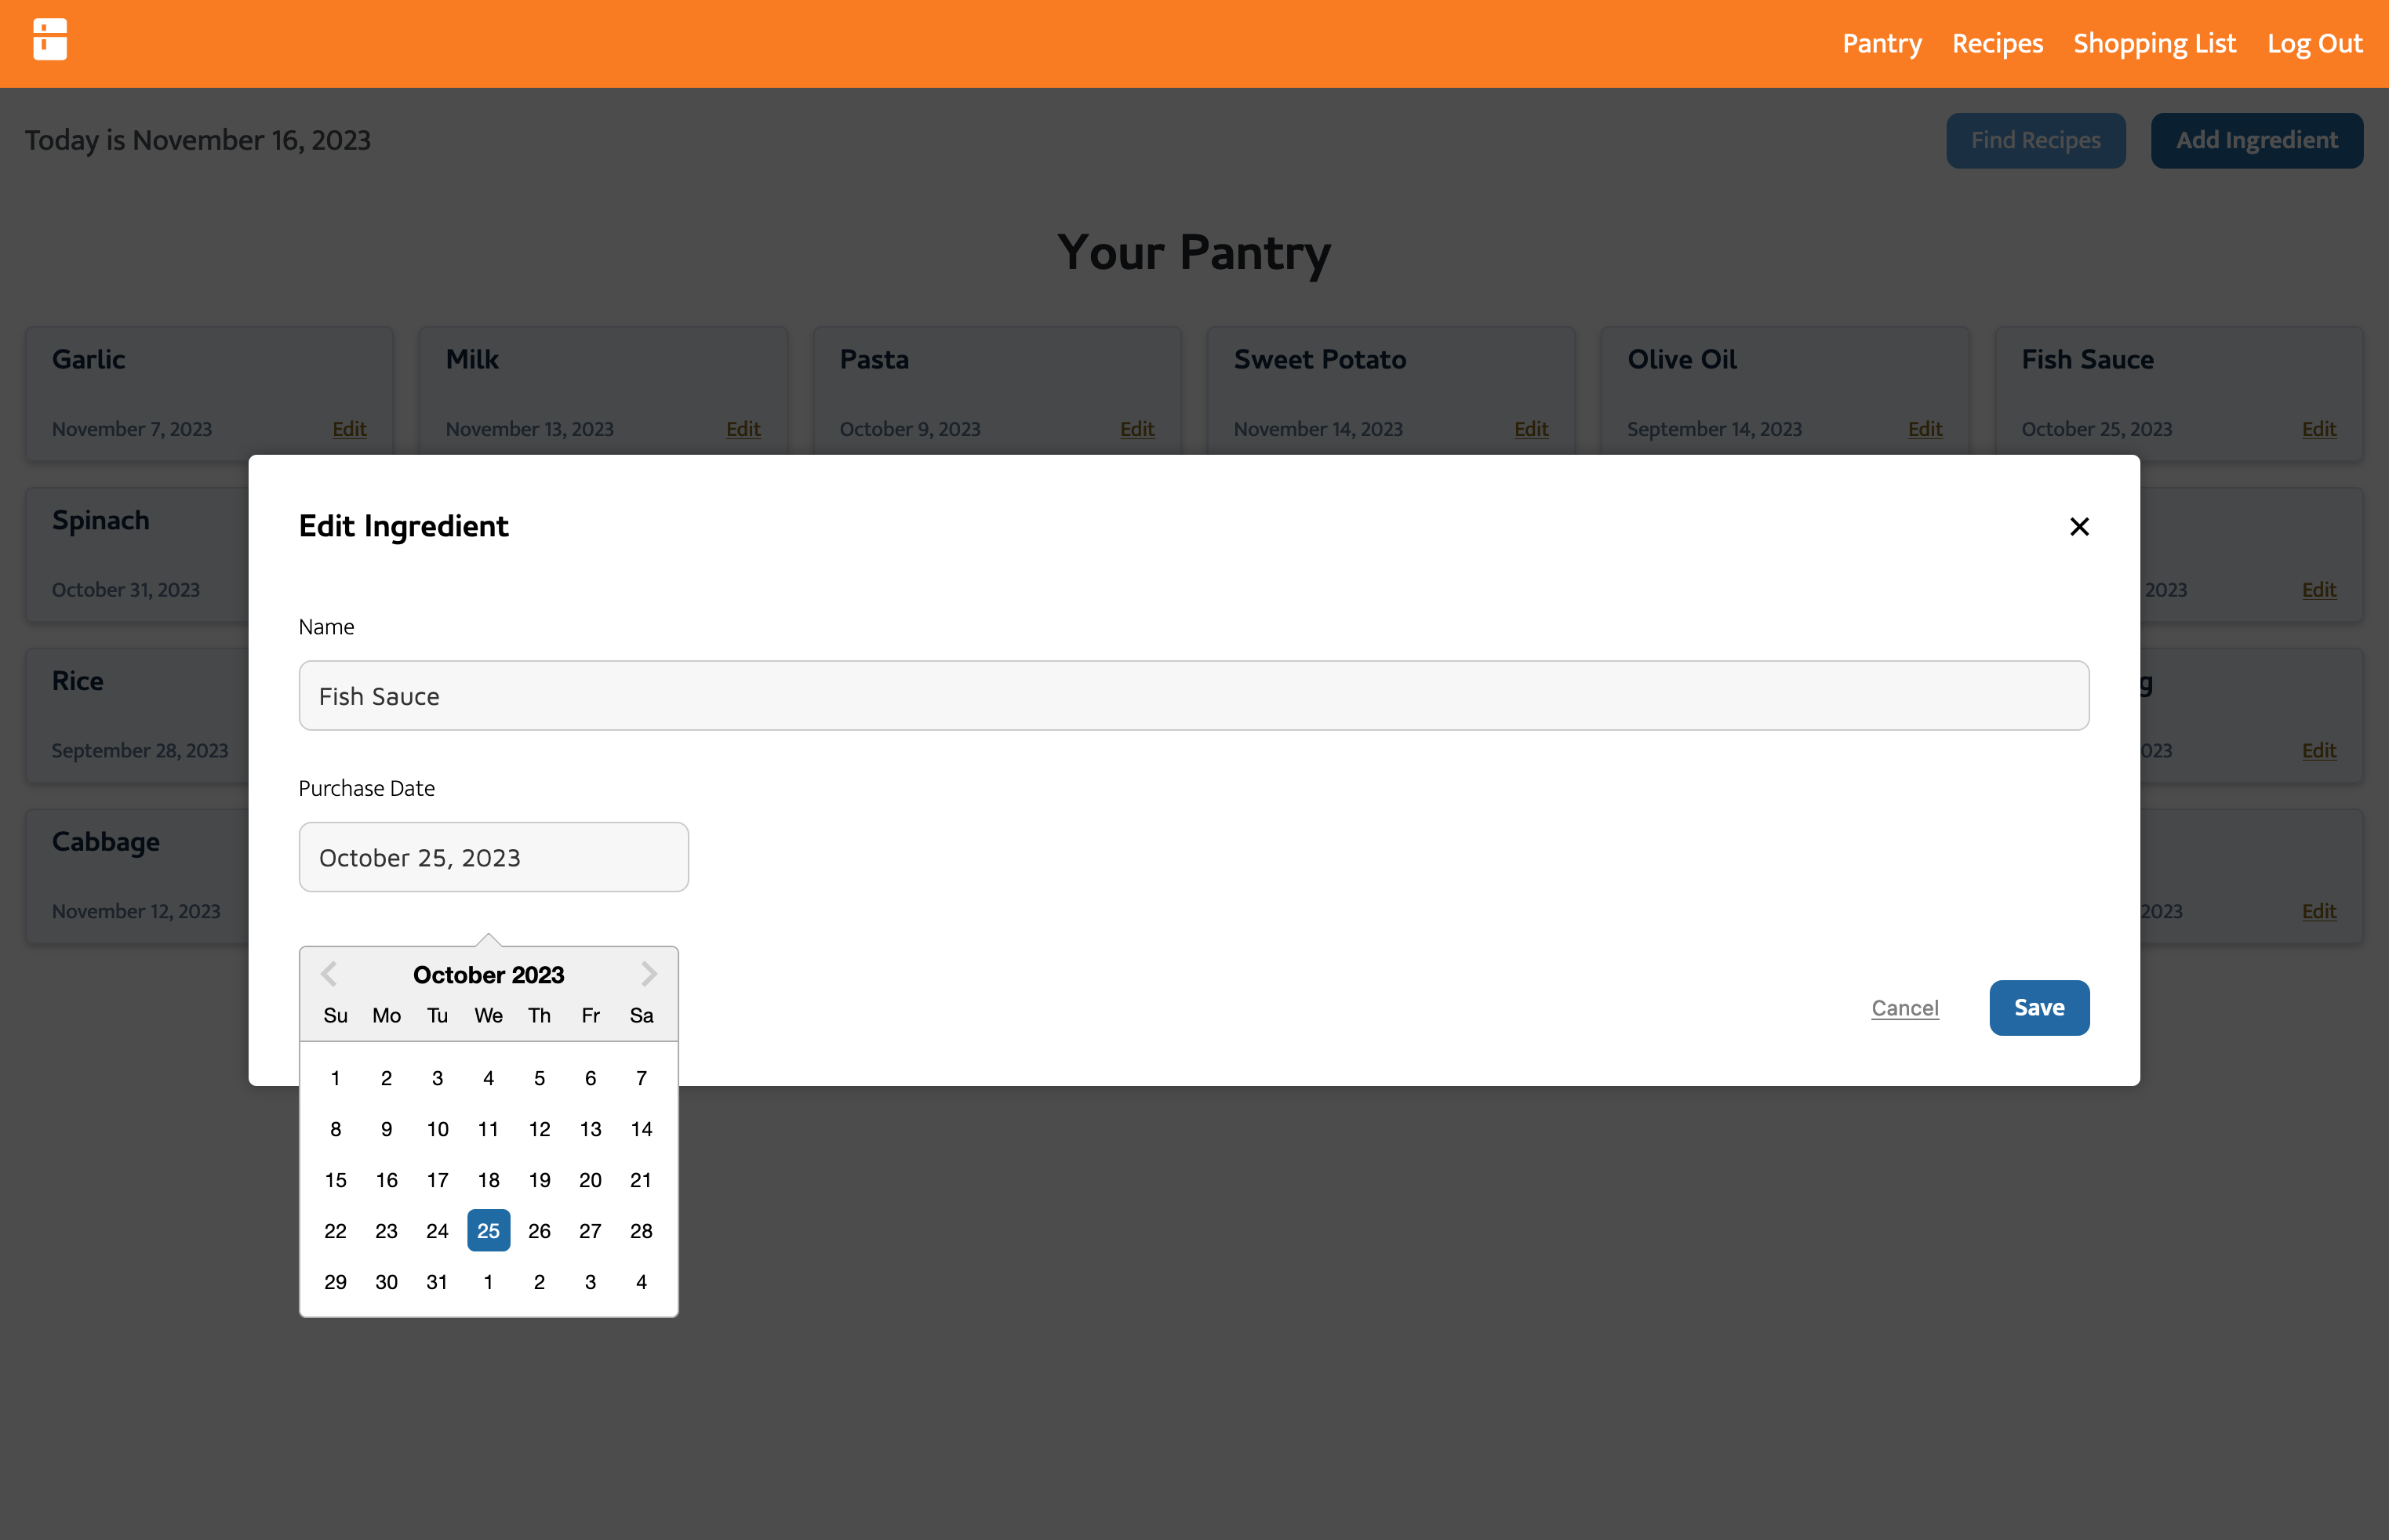 Pantry Recipes Shopping List Log Out
Today is November 16, 2023
Find Recipes Add Ingredient
Your Pantry
Garlic
November 7, 2023 Edit
Milk
November 13, 2023 Edit
Pasta
October 9, 2023 Edit
Sweet Potato
November 14, 2023 Edit
Olive Oil
September 14, 2023 Edit
Fish Sauce
October 25, 2023 Edit
Spinach
October 31, 2023
2023 Edit
Rice
September 28, 2023
g
023 Edit
Cabbage
November 12, 2023
2023 Edit
Edit Ingredient
Name
Fish Sauce
Purchase Date
October 25, 2023
October 2023
Su Mo Tu We Th Fr Sa
1 2 3 4 5 6 7
8 9 10 11 12 13 14
15 16 17 18 19 20 21
22 23 24 25 26 27 28
29 30 31 1 2 3 4
Cancel Save